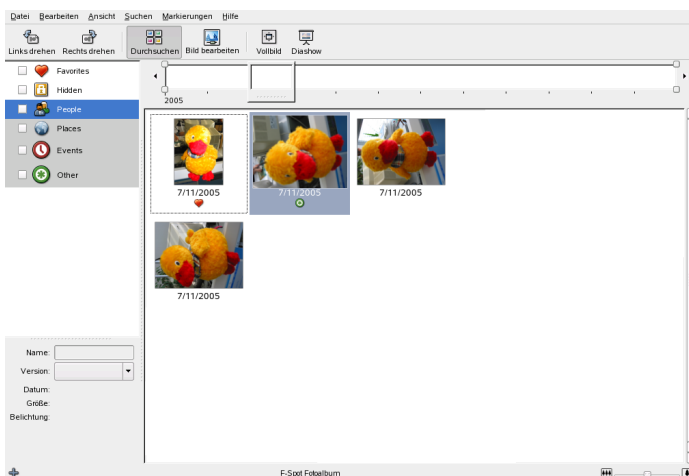 Datei Bearbeiten Ansicht Suchen Markierungen Hilfe
Links drehen Rechts drehen Durchsuchen Bild bearbeiten Vollbild Diashow
Favorites
Hidden
People
Places
Events
Other
2005
7/11/2005
7/11/2005
7/11/2005
7/11/2005
Name:
Version:
Datum:
Größe:
Belichtung:
F-Spot Fotoalbum